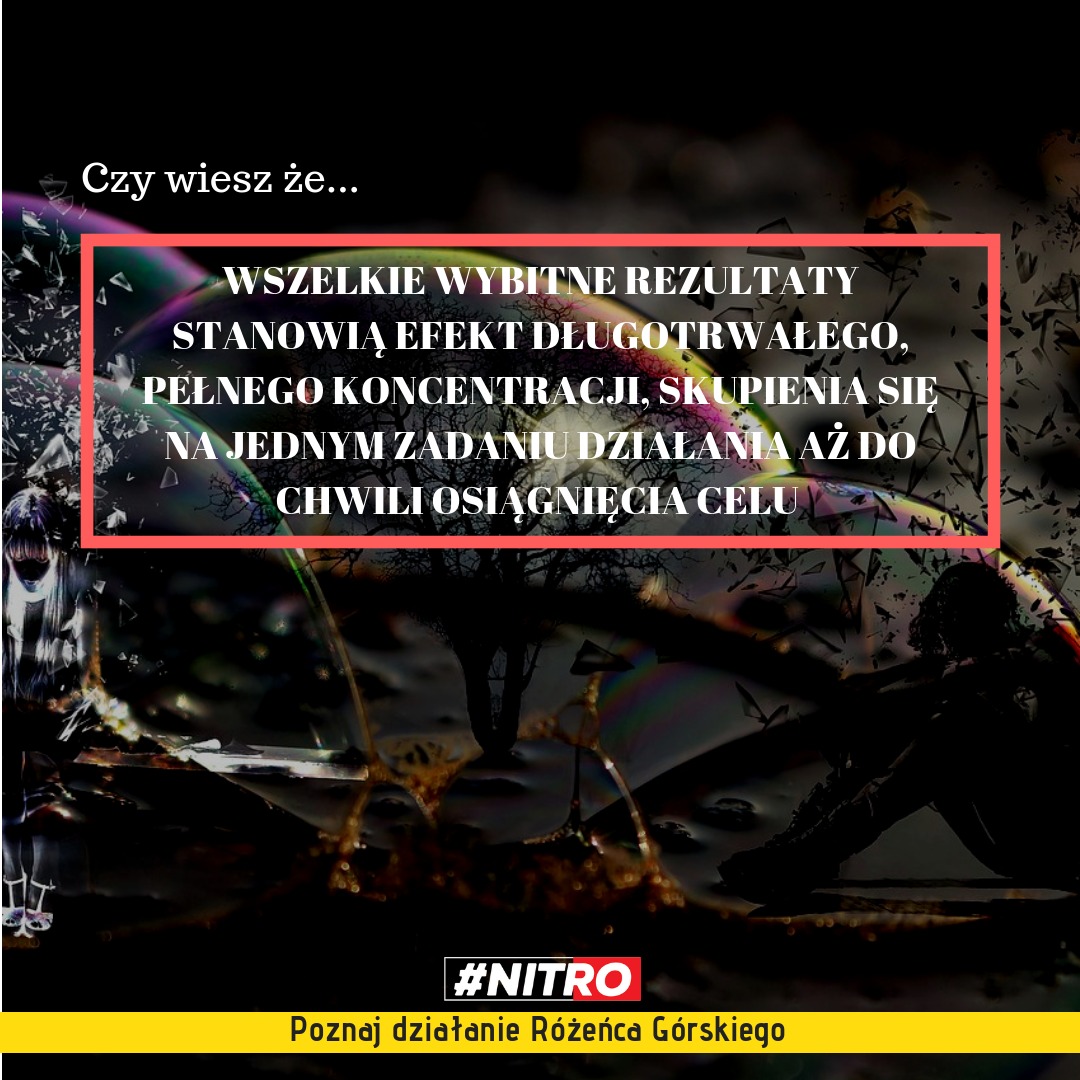 Czy wiesz że...
WSZELKIE WYBITNE REZULTATY
STANOWIĄ EFEKT DŁUGOTRWAŁEGO,
PEŁNEGO KONCENTRACJI, SKUPIENIA SIĘ
NA JEDNYM ZADANIU DZIAŁANIA AŻ DO
CHWILI OSIĄGNIĘCIA CELU
#NITRO
Poznaj działanie Różeńca Górskiego